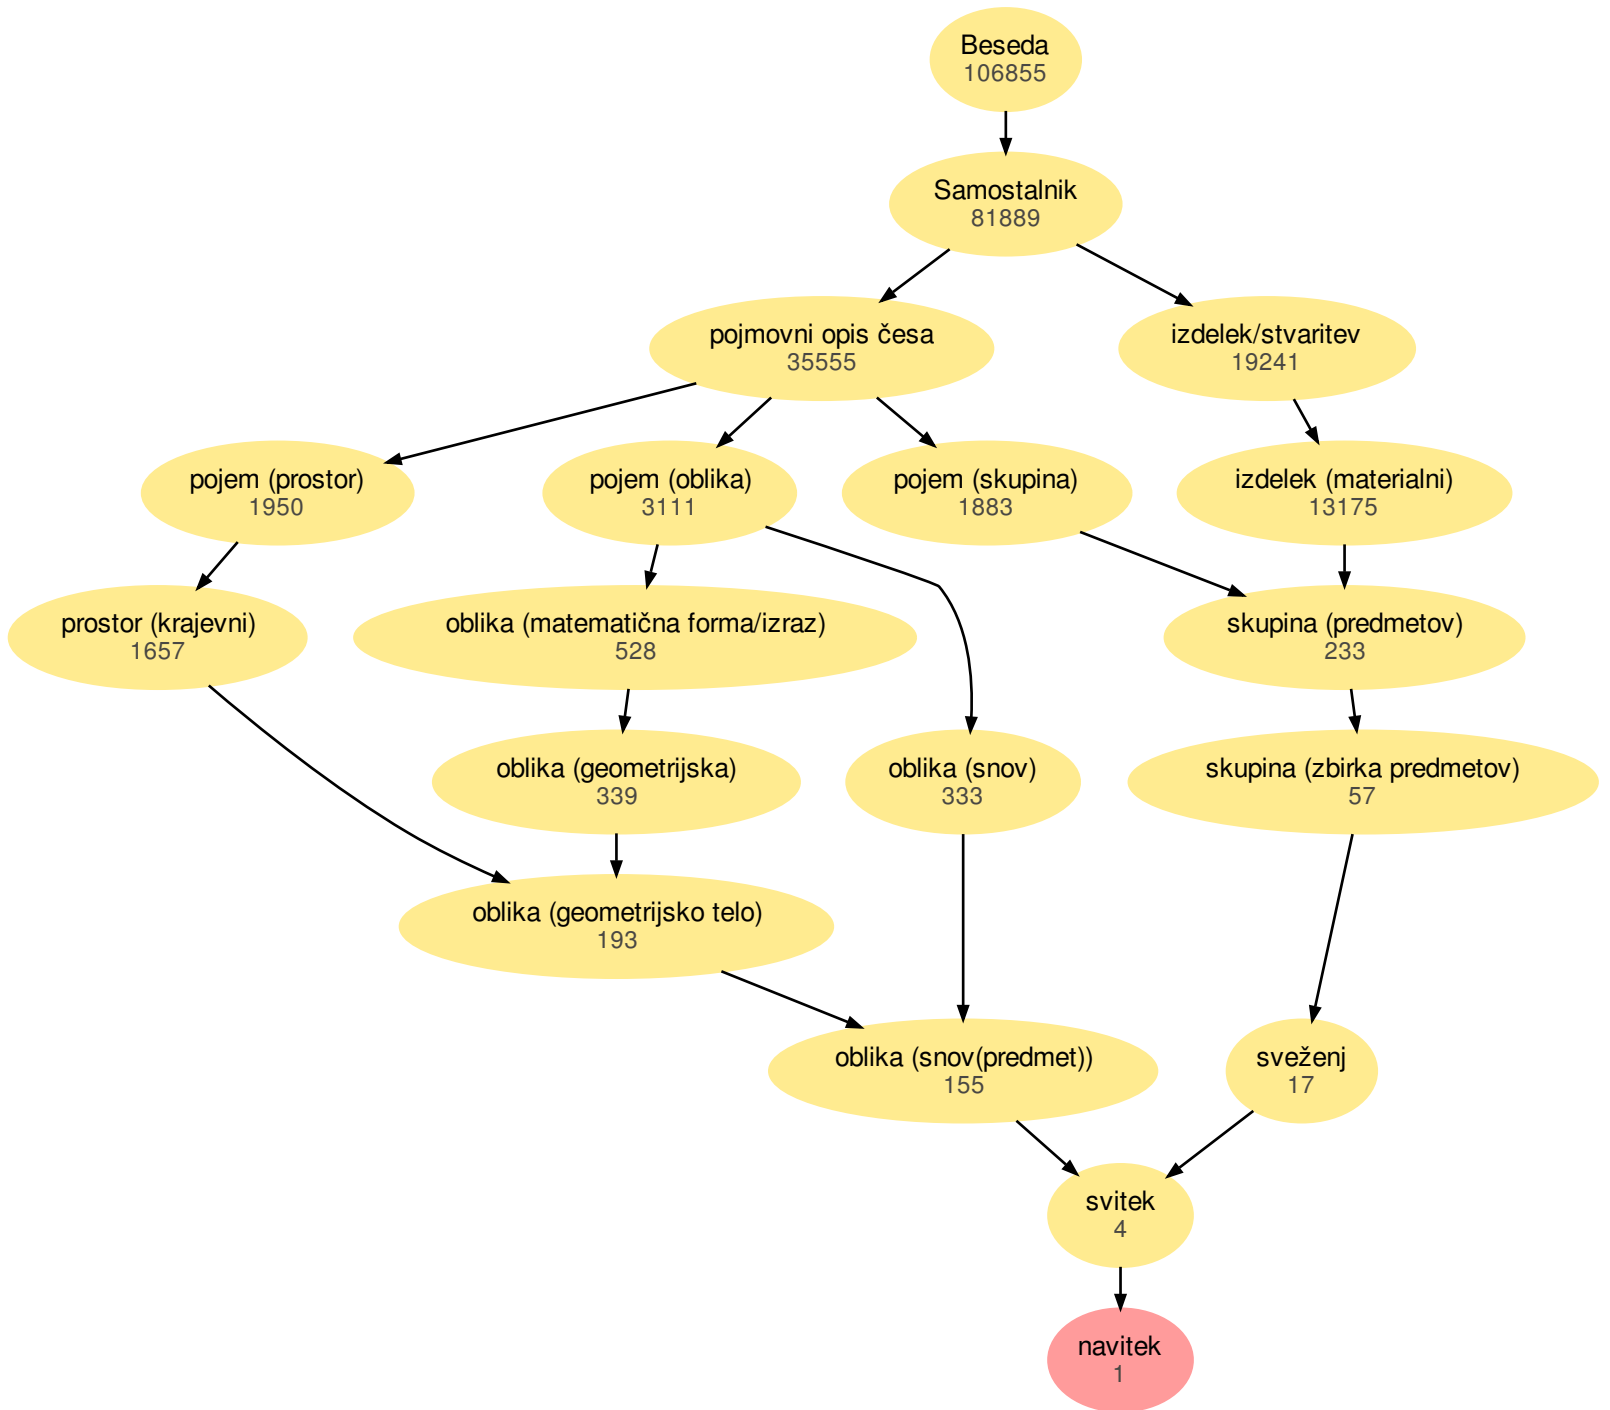 Beseda
106855
Samostalnik
81889
pojmovni opis česa
35555
izdelek/stvaritev
19241
pojem (prostor)
1950
pojem (oblika)
3111
pojem (skupina)
1883
izdelek (materialni)
13175
prostor (krajevni)
1657
oblika (matematična forma/izraz)
528
skupina (predmetov)
233
oblika (geometrijska)
339
oblika (snov)
333
skupina (zbirka predmetov)
57
oblika (geometrijsko telo)
193
oblika (snov(predmet))
155
sveženj
17
svitek
4
navitek
1